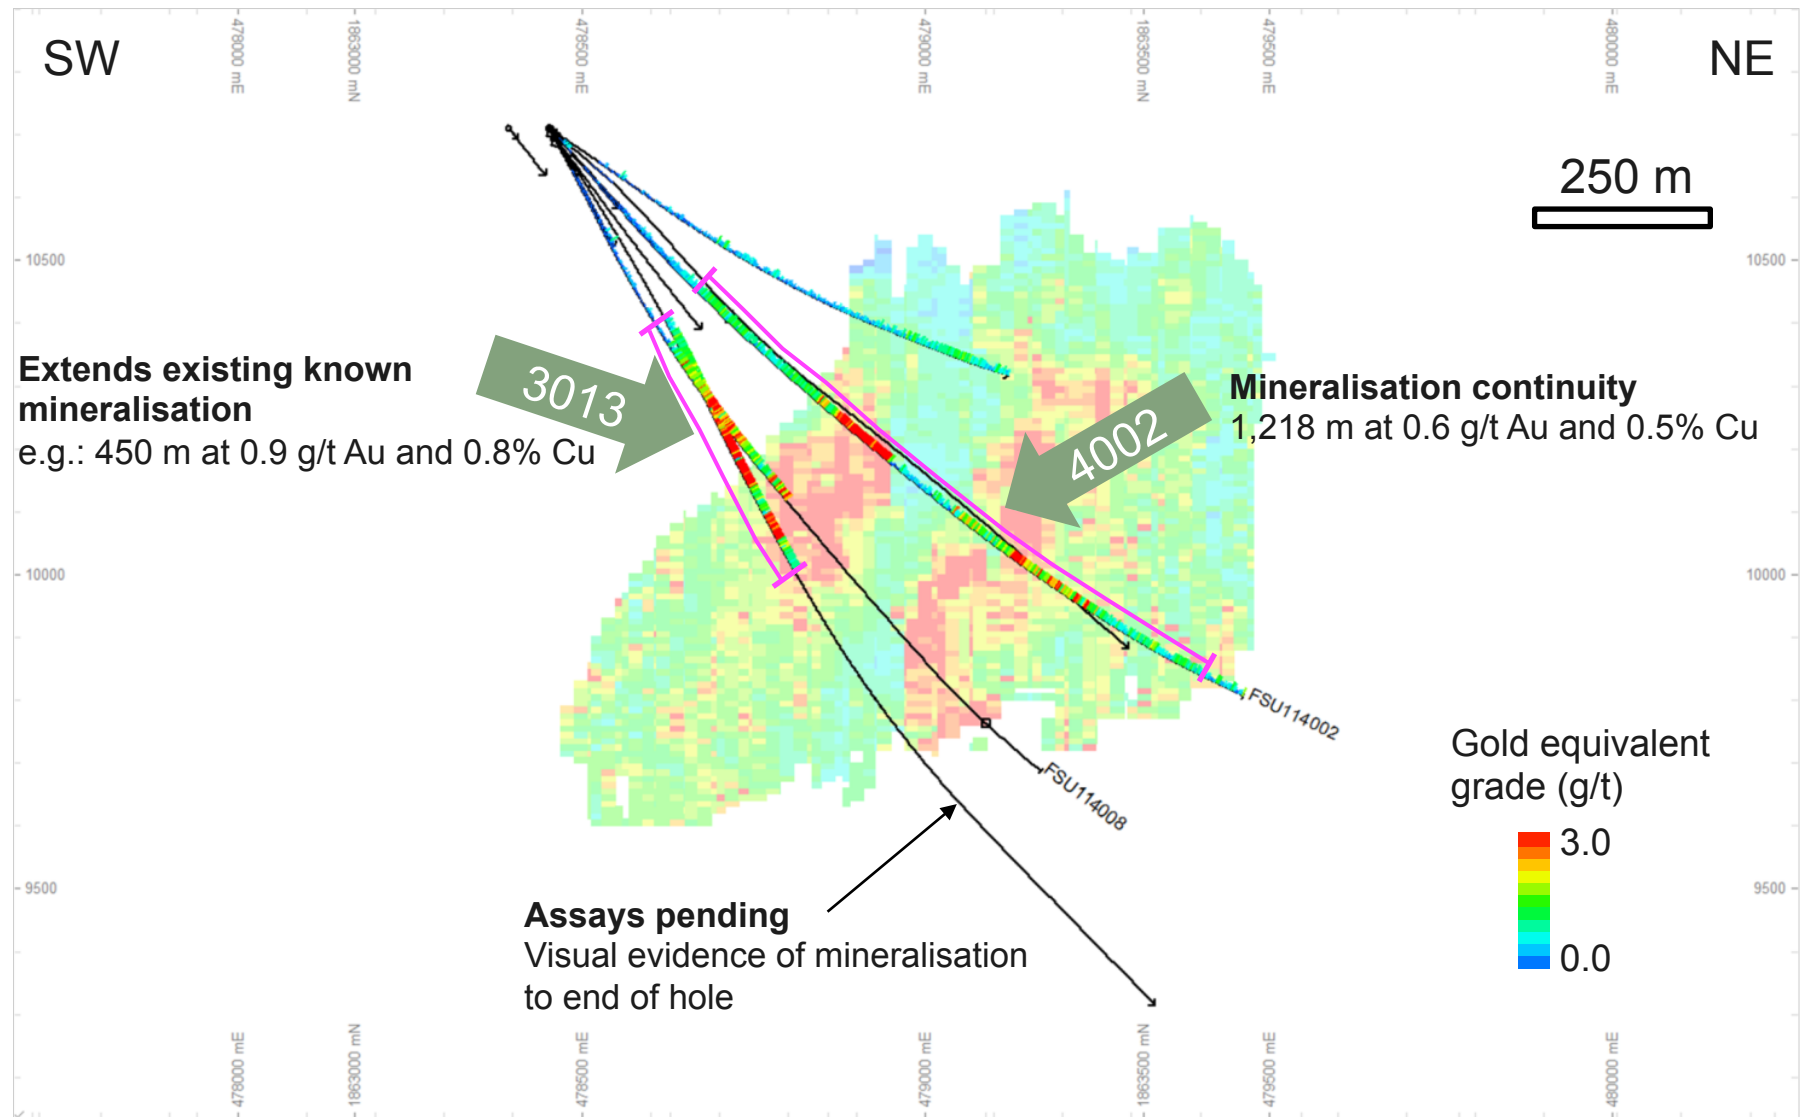 478000 mE
1863000 mN
478500 mE
479000 mE
1863500 mN
479500 mE
480000 mE
SW
NE
250 m
10500
10500
Extends existing known
mineralisation
e.g.: 450 m at 0.9 g/t Au and 0.8% Cu
3013
4002
Mineralisation continuity
1,218 m at 0.6 g/t Au and 0.5% Cu
10000
10000
FSU114002
FSU114008
Gold equivalent
grade (g/t)
3.0
0.0
9500
9500
Assays pending
Visual evidence of mineralisation
to end of hole
478000 mE
1863000 mN
478500 mE
479000 mE
1863500 mN
479500 mE
480000 mE